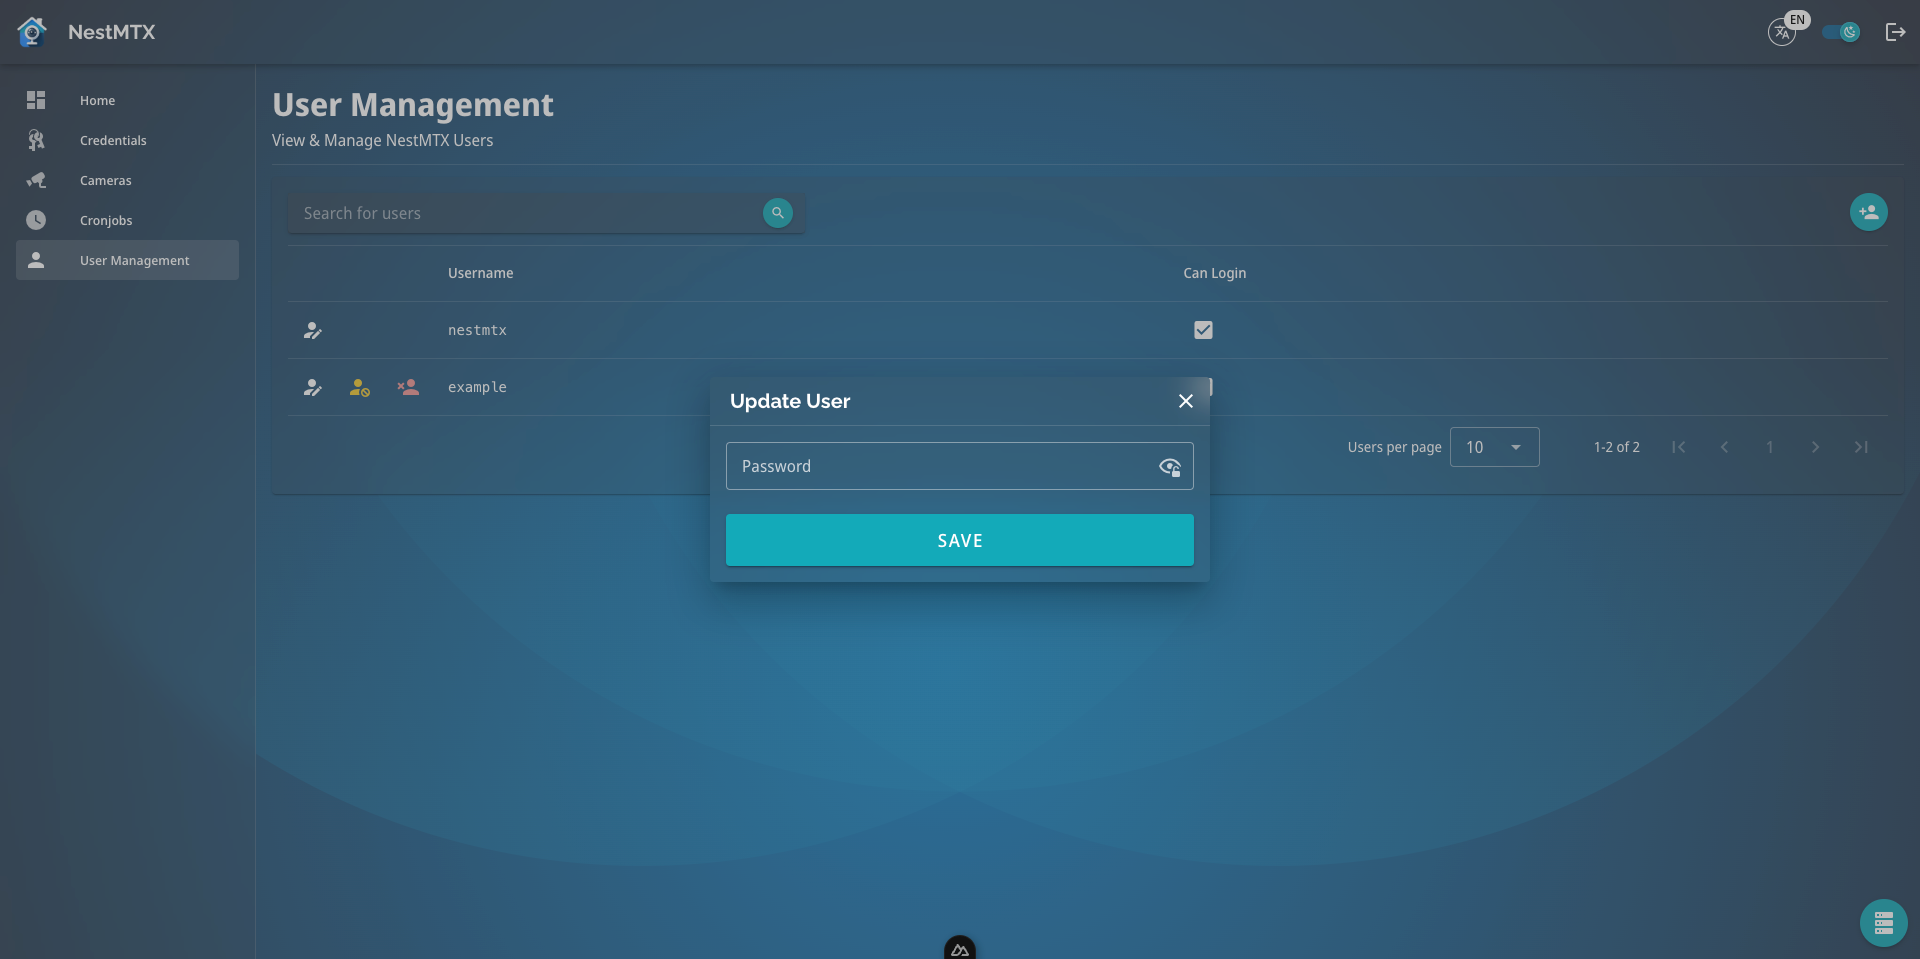 NestMTX
EN
Home
Credentials
Cameras
Cronjobs
User Management
User Management
View & Manage NestMTX Users
Search for users
Username
Can Login
nestmtx
example
Update User
Password
SAVE
Users per page
10
1-2 of 2
1